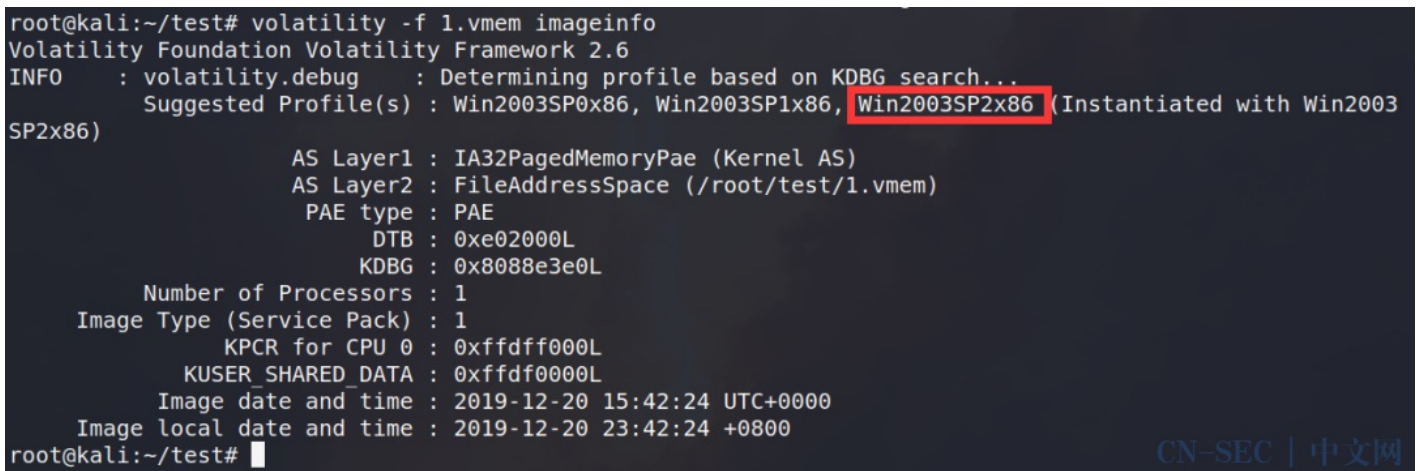 root@kali:~/test# volatility -f 1.vmem imageinfo
Volatility Foundation Volatility Framework 2.6
INFO    : volatility.debug    : Determining profile based on KDBG search...
          Suggested Profile(s) : Win2003SP0x86, Win2003SP1x86, Win2003SP2x86 (Instantiated with Win2003
SP2x86)
                     AS Layer1 : IA32PagedMemoryPae (Kernel AS)
                     AS Layer2 : FileAddressSpace (/root/test/1.vmem)
                      PAE type : PAE
                           DTB : 0xe02000L
                          KDBG : 0x8088e3e0L
          Number of Processors : 1
     Image Type (Service Pack) : 1
                KPCR for CPU 0 : 0xffdff000L
             KUSER_SHARED_DATA : 0xffdf0000L
           Image date and time : 2019-12-20 15:42:24 UTC+0000
     Image local date and time : 2019-12-20 23:42:24 +0800
root@kali:~/test#
CN-SEC | 中文网